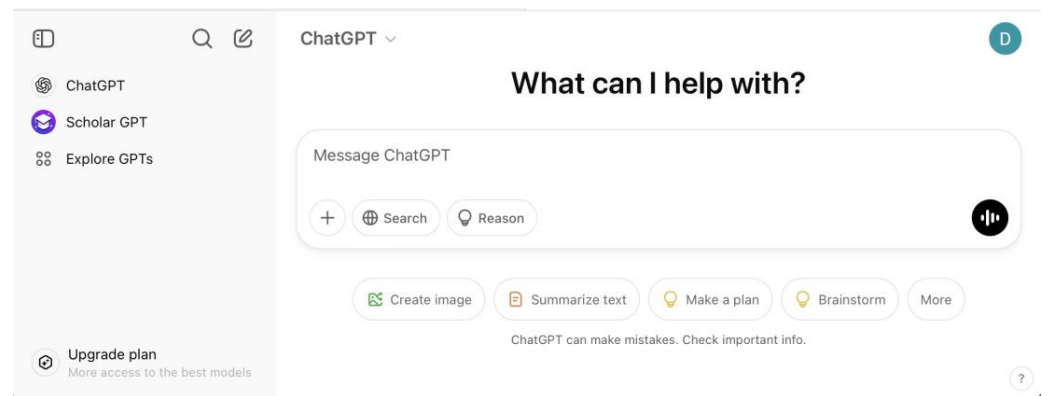 ChatGPT
Scholar GPT
Explore GPTs
Upgrade plan
More access to the best models
ChatGPT
D
What can I help with?
Message ChatGPT
Search
Reason
Create image
Summarize text
Make a plan
Brainstorm
More
ChatGPT can make mistakes. Check important info.
?